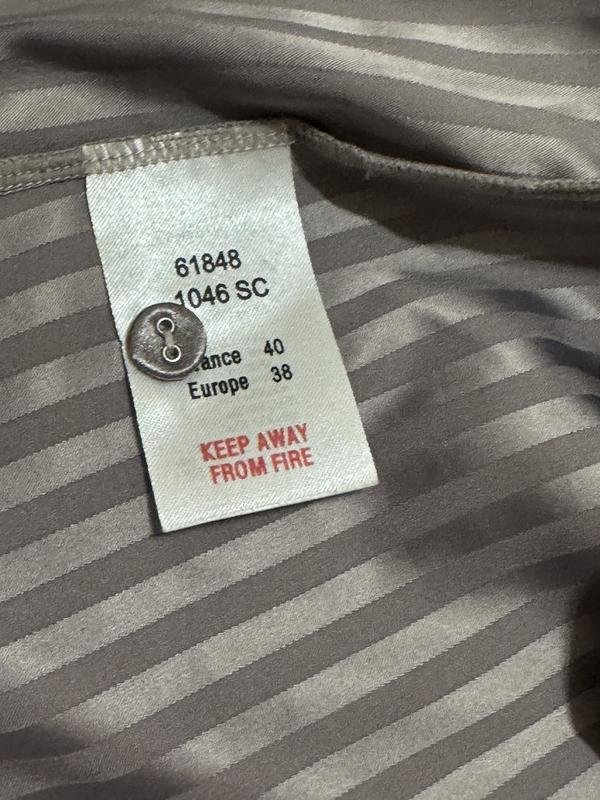 61848
1046 SC
ance 40
Europe 38
KEEP AWAY
FROM FIRE